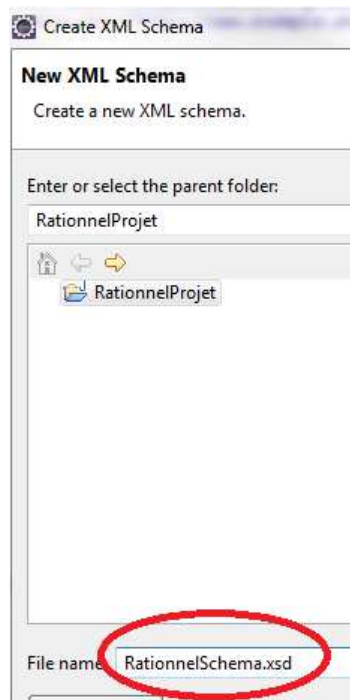 Create XML Schema
New XML Schema
Create a new XML schema.
Enter or select the parent folder:
RationnelProjet
RationnelProjet
File name: RationnelSchema.xsd